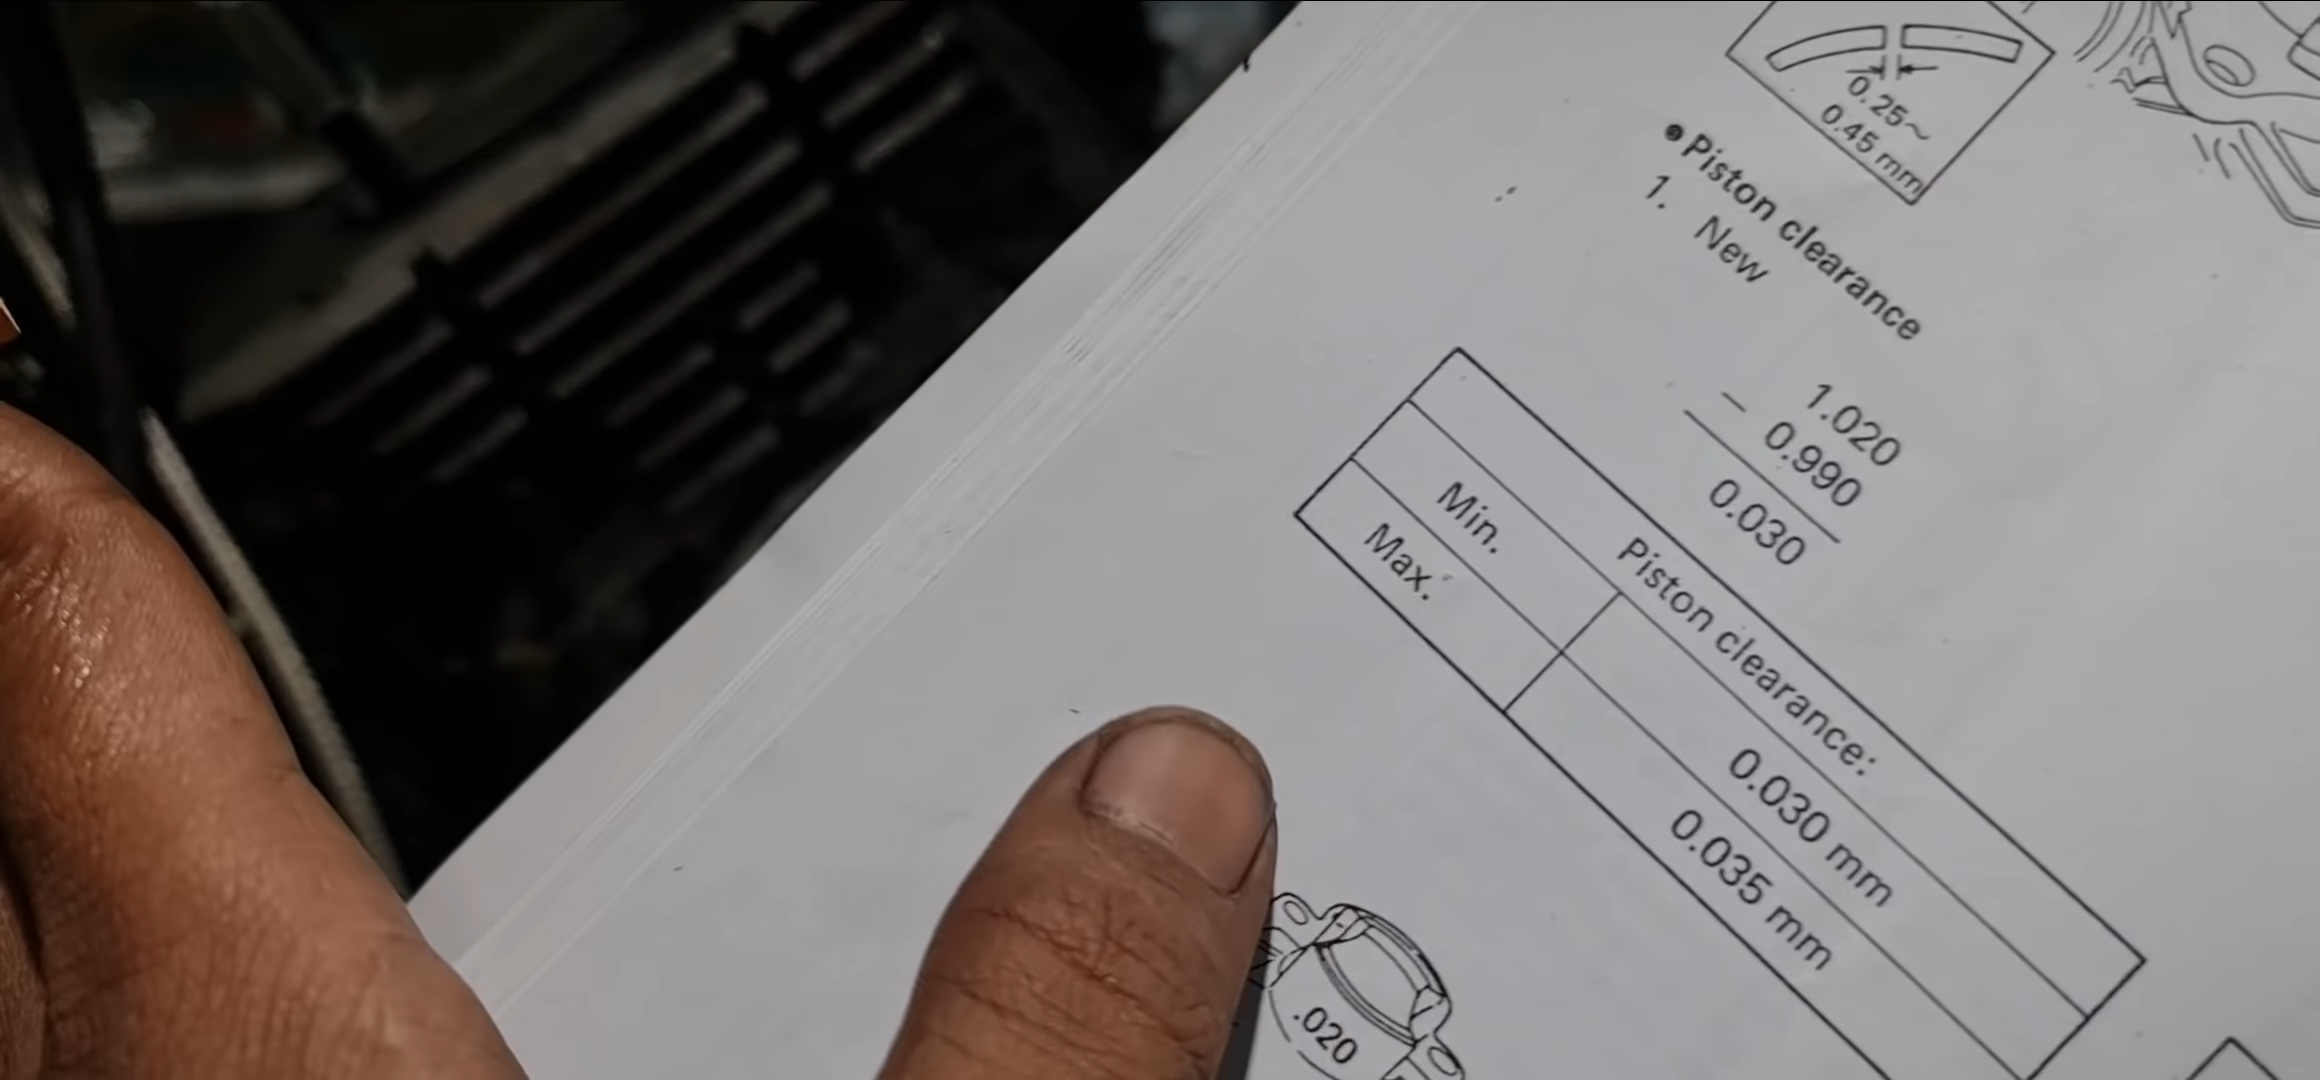 0.25~
0.45 mm
• Piston clearance
1. New
1.020
− 0.990
0.030
Piston clearance:
Min. 0.030 mm
Max. 0.035 mm
.020